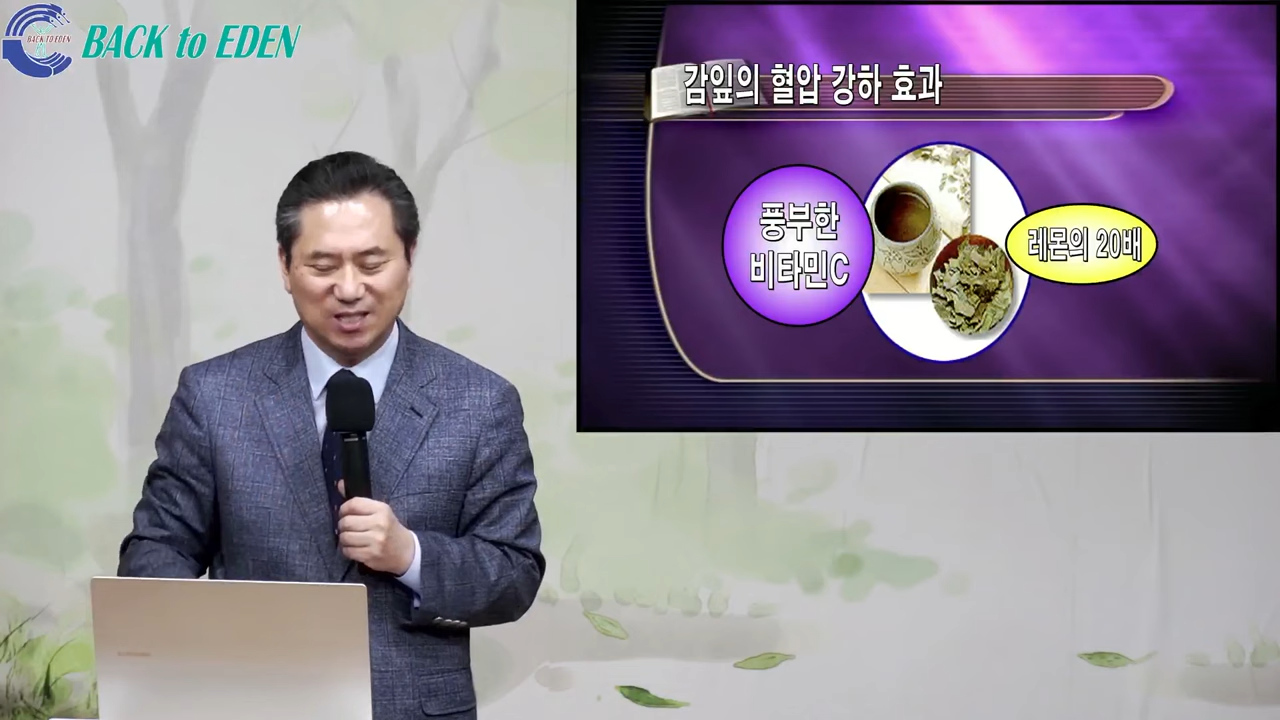 BACK TO EDEN
BACK to EDEN
감잎의 혈압 강하 효과
풍부한
비타민C
레몬의 20배